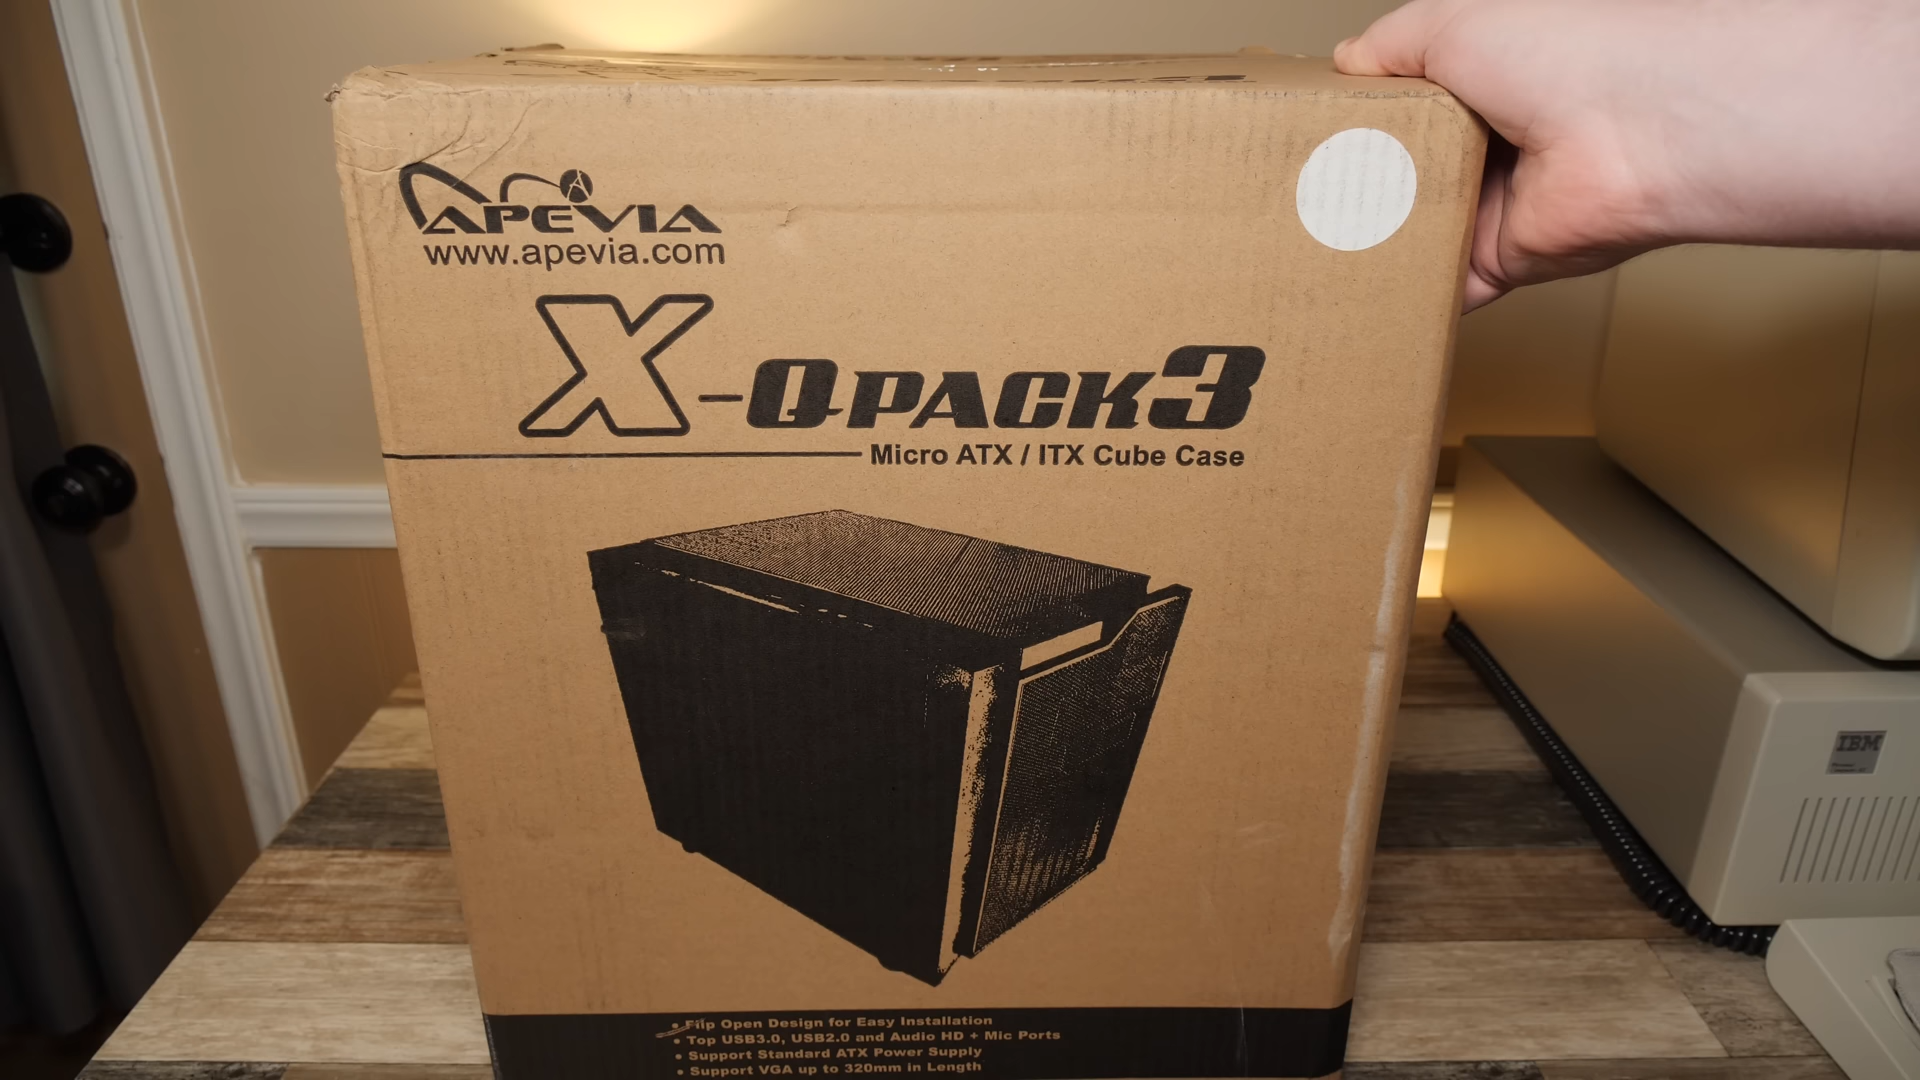 APEVIA
www.apevia.com
X-QPACK3
Micro ATX / ITX Cube Case
• Flip Open Design for Easy Installation
• Top USB3.0, USB2.0 and Audio HD + Mic Ports
• Support Standard ATX Power Supply
• Support VGA up to 320mm in Length
IBM